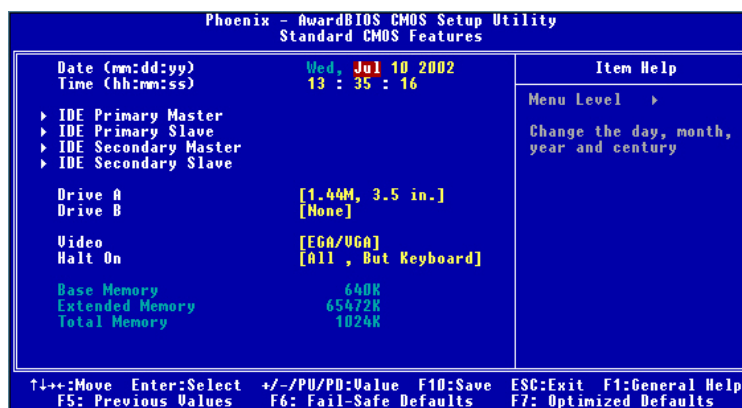 Phoenix - AwardBIOS CMOS Setup Utility
Standard CMOS Features
Date (mm:dd:yy) Wed, Jul 10 2002
Time (hh:mm:ss) 13 : 35 : 16
IDE Primary Master
IDE Primary Slave
IDE Secondary Master
IDE Secondary Slave
Drive A [1.44M, 3.5 in.]
Drive B [None]
Video [EGA/VGA]
Halt On [All , But Keyboard]
Base Memory 640K
Extended Memory 65472K
Total Memory 1024K
Item Help
Menu Level
Change the day, month,
year and century
↑↓→←:Move Enter:Select +/-/PU/PD:Value F10:Save ESC:Exit F1:General Help
F5: Previous Values F6: Fail-Safe Defaults F7: Optimized Defaults